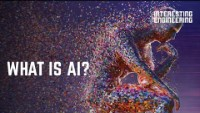 INTERESTING
ENGINEERING
WHAT IS AI?